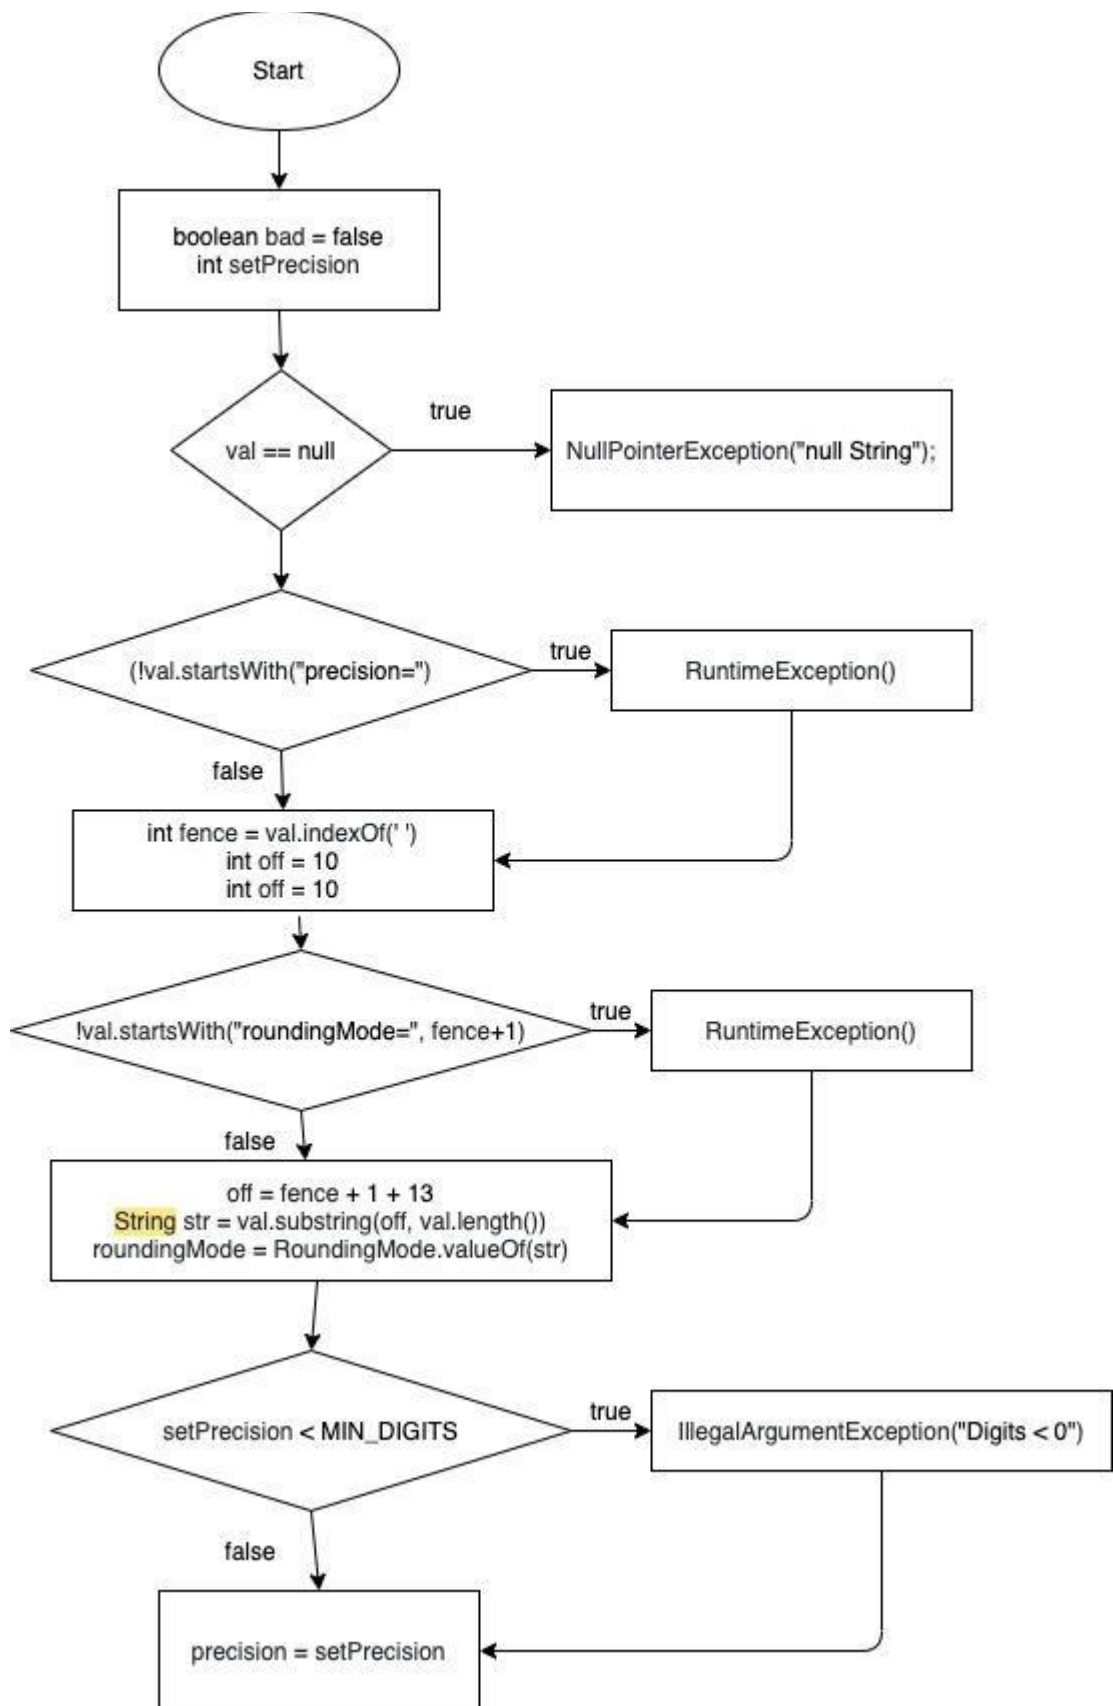 Start
boolean bad = false
int setPrecision
val == null
true
NullPointerException("null String");
(!val.startsWith("precision=")
true
RuntimeException()
false
int fence = val.indexOf(' ')
int off = 10
int off = 10
!val.startsWith("roundingMode=", fence+1)
true
RuntimeException()
false
off = fence + 1 + 13
String str = val.substring(off, val.length())
roundingMode = RoundingMode.valueOf(str)
setPrecision < MIN_DIGITS
true
IllegalArgumentException("Digits < 0")
false
precision = setPrecision